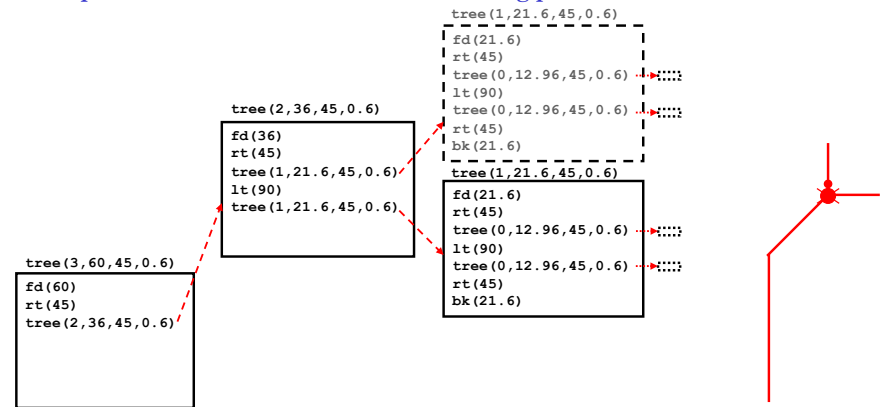 tree(1,21.6,45,0.6)
fd(21.6)
rt(45)
tree(0,12.96,45,0.6)
lt(90)
tree(0,12.96,45,0.6)
rt(45)
bk(21.6)
tree(2,36,45,0.6)
fd(36)
rt(45)
tree(1,21.6,45,0.6)
lt(90)
tree(1,21.6,45,0.6)
tree(1,21.6,45,0.6)
fd(21.6)
rt(45)
tree(0,12.96,45,0.6)
lt(90)
tree(0,12.96,45,0.6)
rt(45)
bk(21.6)
tree(3,60,45,0.6)
fd(60)
rt(45)
tree(2,36,45,0.6)